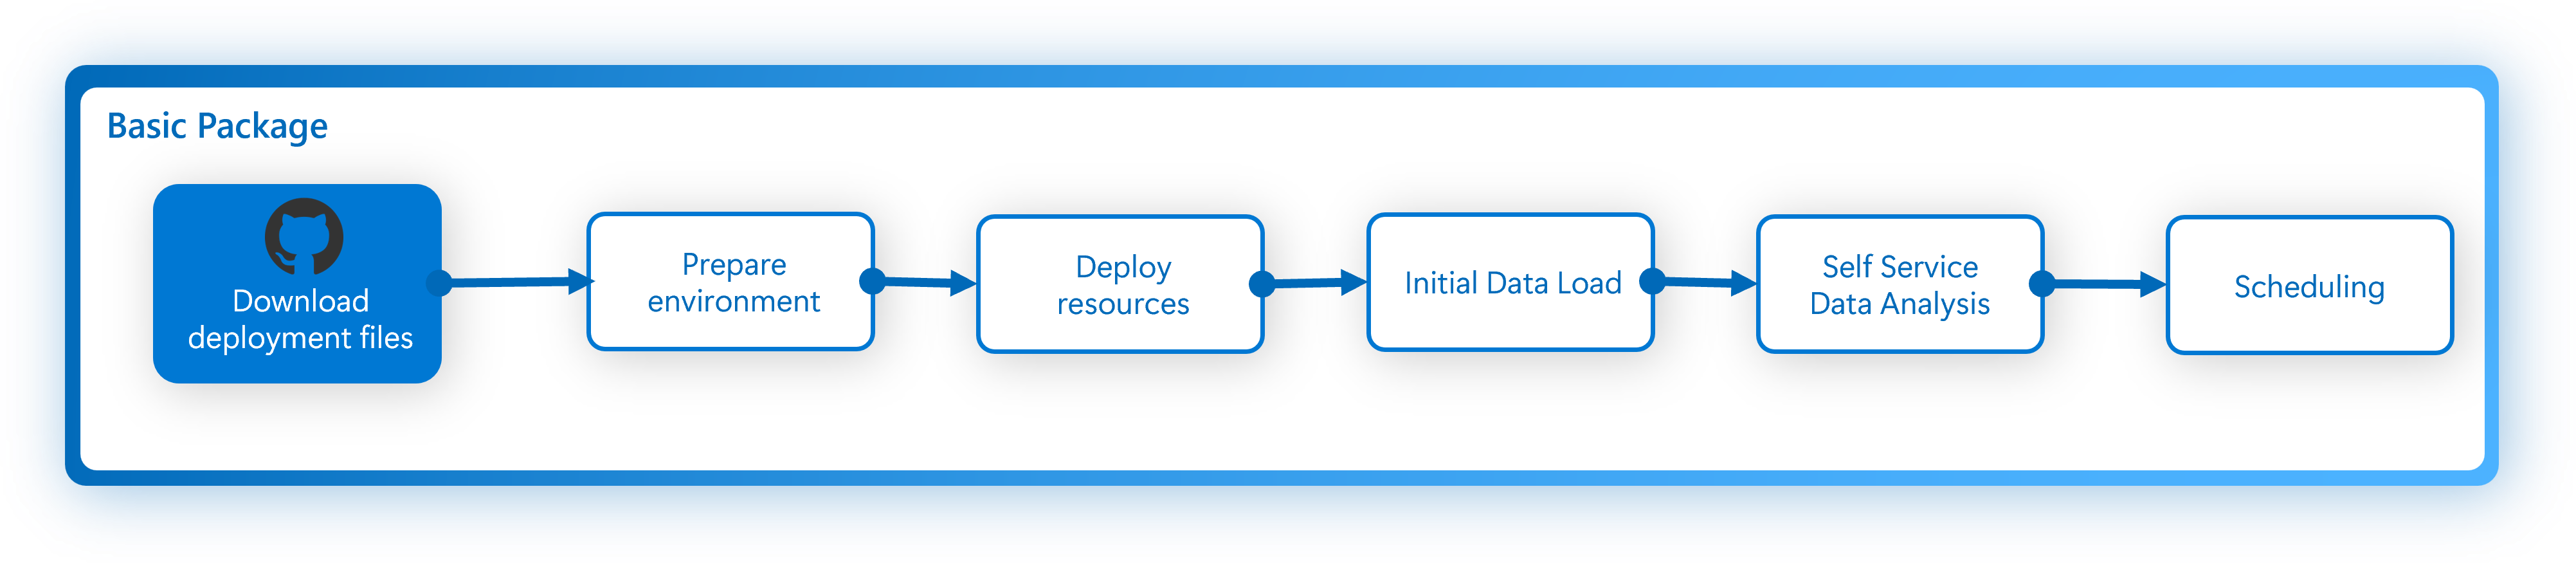 Basic Package
Download
deployment files
Prepare
environment
Deploy
resources
Initial Data Load
Self Service
Data Analysis
Scheduling